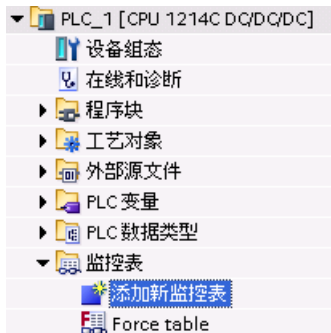 PLC_1 [CPU 1214C DC/DC/DC]
设备组态
在线和诊断
程序块
工艺对象
外部源文件
PLC 变量
PLC 数据类型
监控表
添加新监控表
Force table